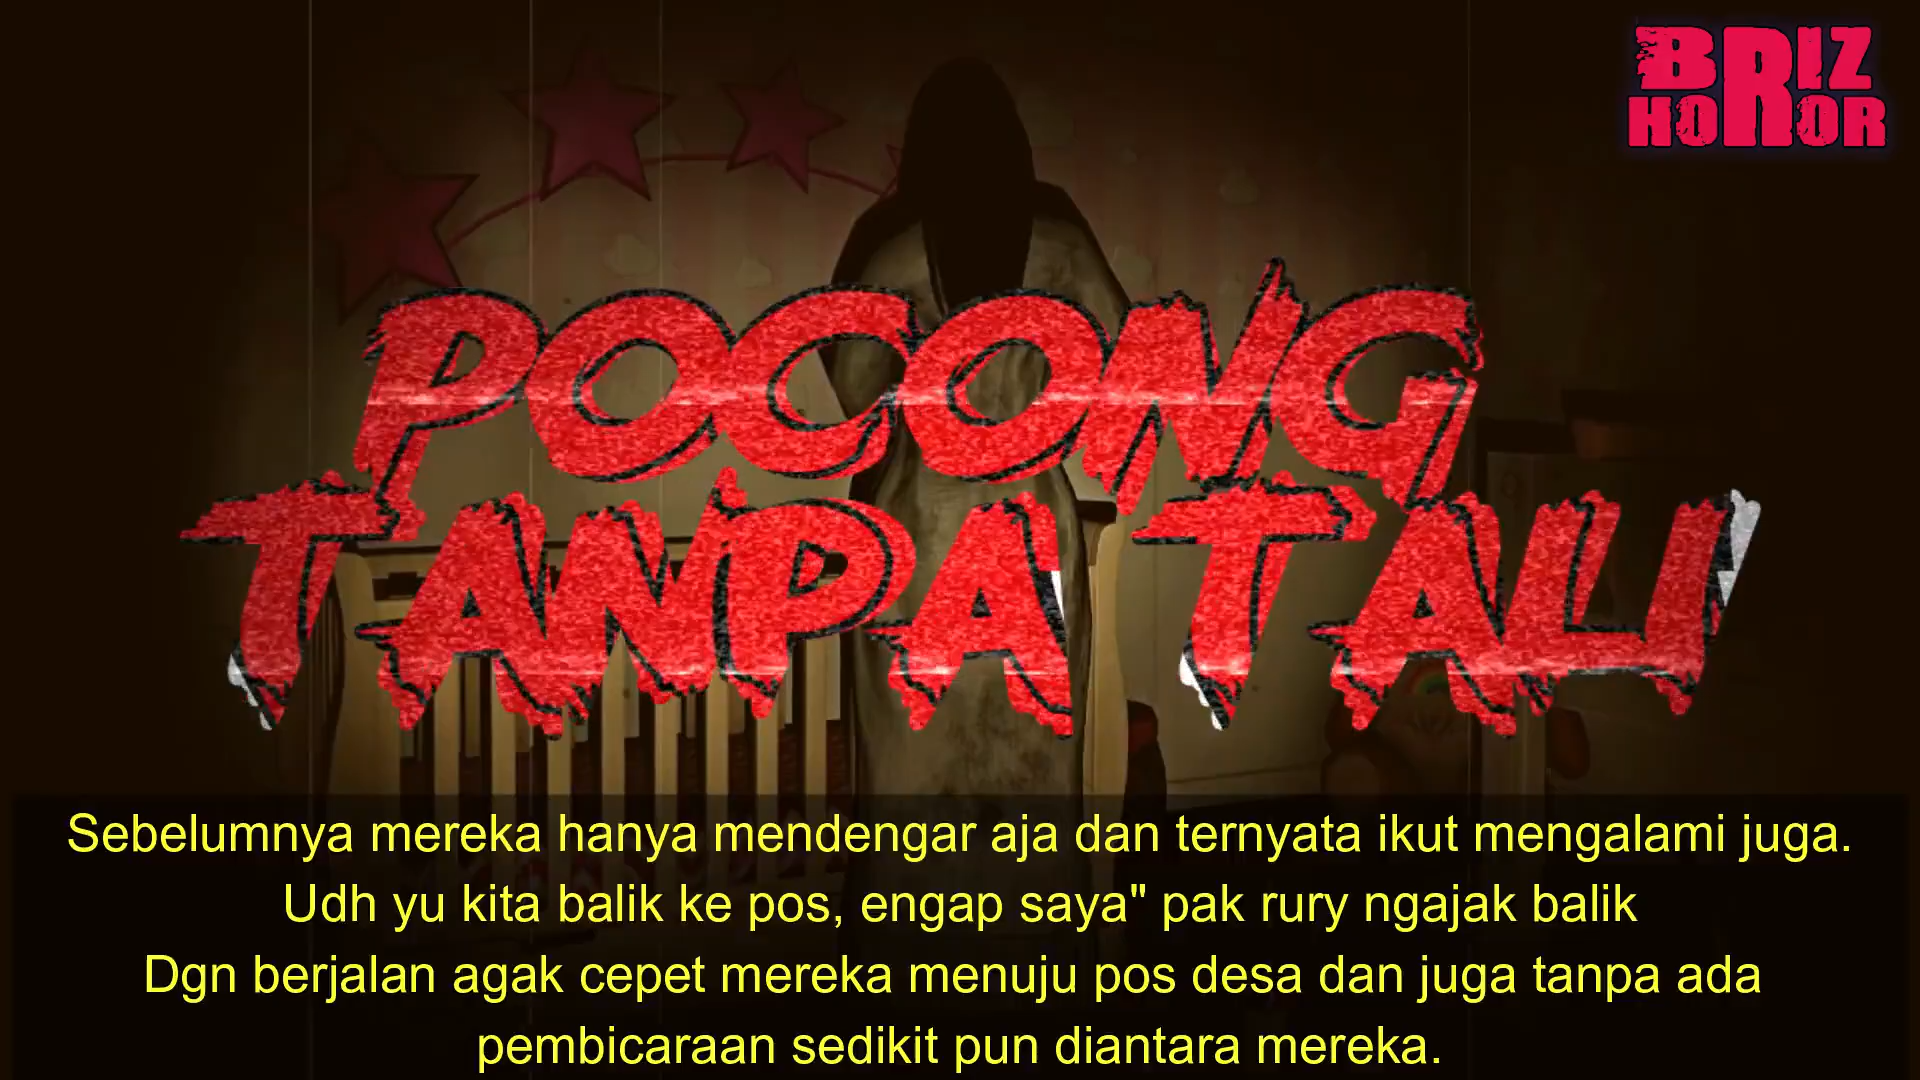 BRIZ
HOROR
POCONG
TANPA TALI
Sebelumnya mereka hanya mendengar aja dan ternyata ikut mengalami juga.
Udh yu kita balik ke pos, engap saya" pak rury ngajak balik
Dgn berjalan agak cepet mereka menuju pos desa dan juga tanpa ada
pembicaraan sedikit pun diantara mereka.